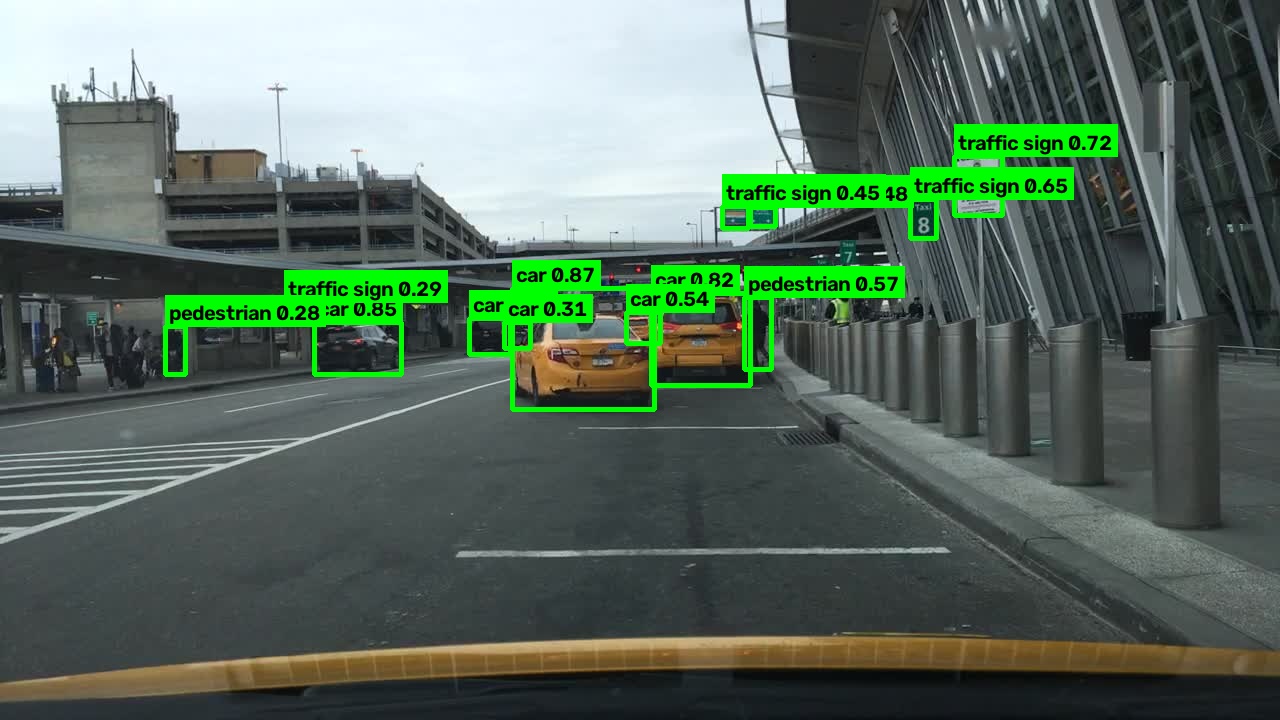 traffic sign 0.72
traffic sign 0.45
48
traffic sign 0.65
Taxi
8
Taxi
7
car 0.87
car 0.82
pedestrian 0.57
traffic sign 0.29
car 0.54
pedestrian 0.28
car 0.85
car
car 0.31